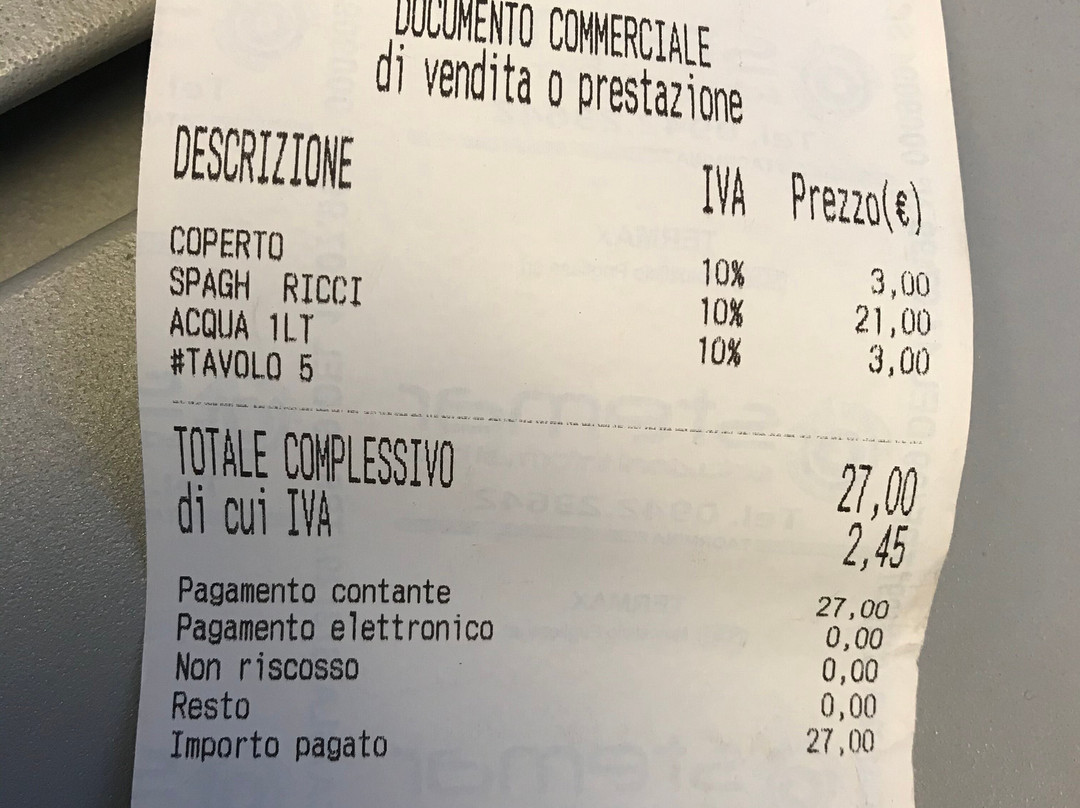 DOCUMENTO COMMERCIALE
di vendita o prestazione
DESCRIZIONE IVA Prezzo(€)
COPERTO 10% 3,00
SPAGH RICCI 10% 21,00
ACQUA 1LT 10% 3,00
#TAVOLO 5
TOTALE COMPLESSIVO 27,00
di cui IVA 2,45
Pagamento contante 27,00
Pagamento elettronico 0,00
Non riscosso 0,00
Resto 0,00
Importo pagato 27,00